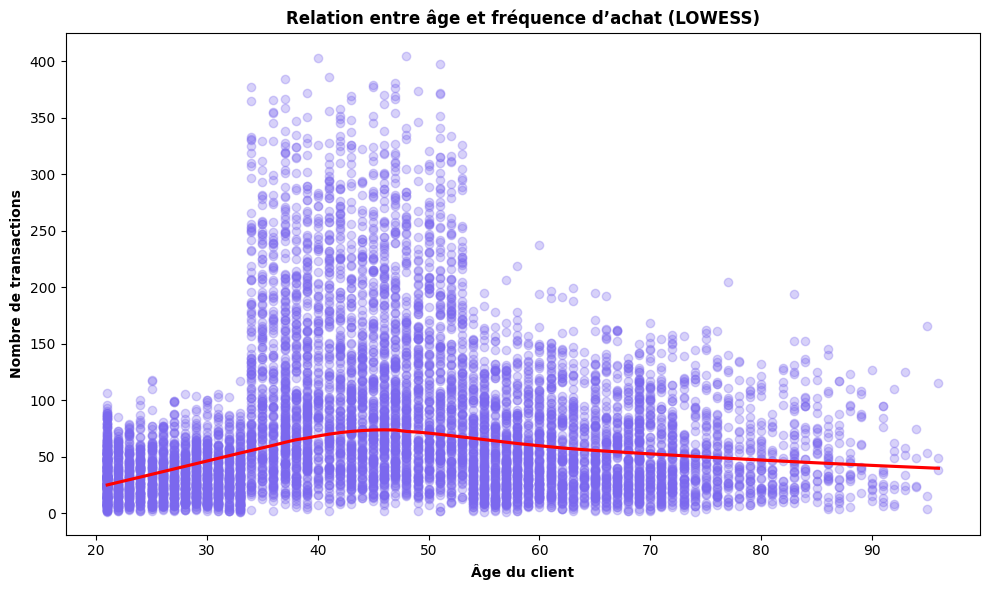 Relation entre âge et fréquence d’achat (LOWESS)
Nombre de transactions
400
350
300
250
200
150
100
50
0
20 30 40 50 60 70 80 90
Âge du client